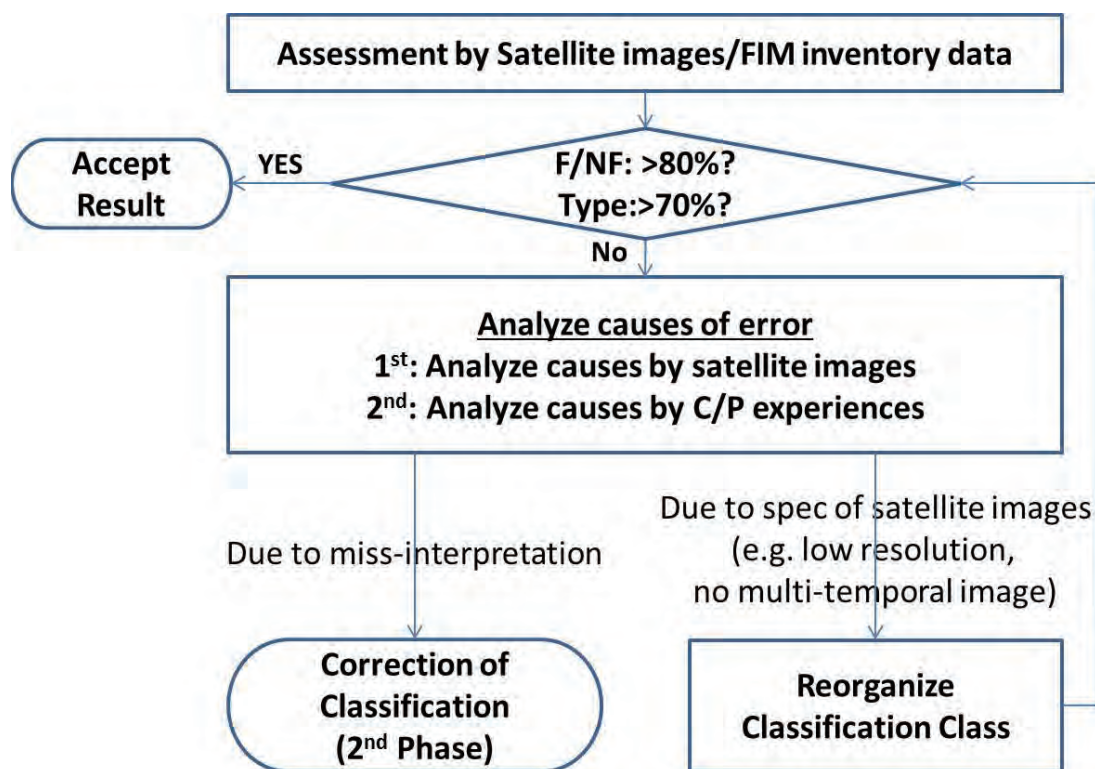 Assessment by Satellite images/FIM inventory data
Accept
Result
YES
F/NF: >80%?
Type:>70%?
No
Analyze causes of error
1st: Analyze causes by satellite images
2nd: Analyze causes by C/P experiences
Due to miss-interpretation
Due to spec of satellite images
(e.g. low resolution,
no multi-temporal image)
Correction of
Classification
(2nd Phase)
Reorganize
Classification Class